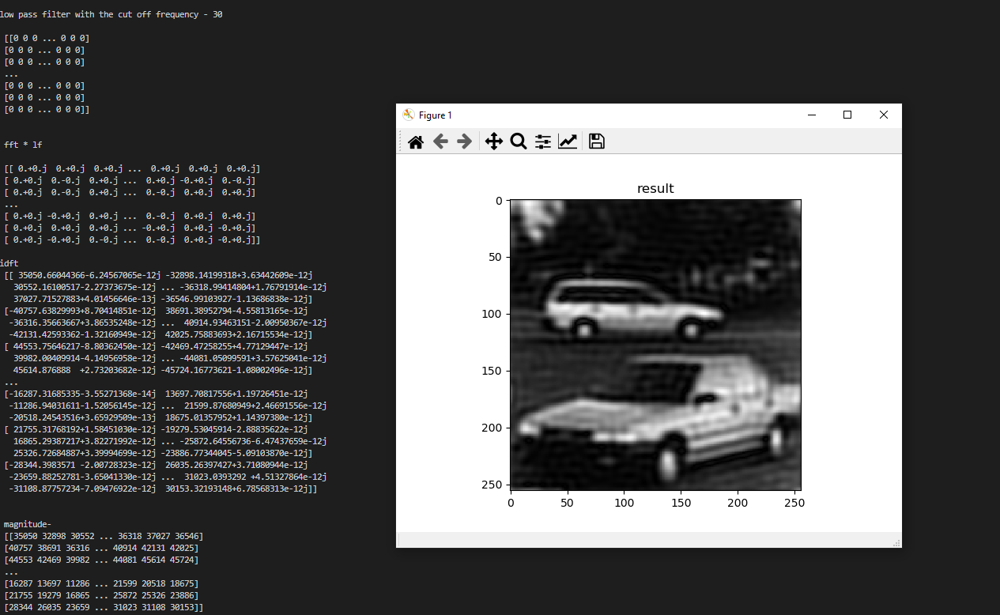 low pass filter with the cut off frequency - 30
[[0 0 0 ... 0 0 0]
[0 0 0 ... 0 0 0]
[0 0 0 ... 0 0 0]
...
[0 0 0 ... 0 0 0]
[0 0 0 ... 0 0 0]
[0 0 0 ... 0 0 0]]
fft * lf
[[ 0.+0.j  0.+0.j  0.+0.j ...  0.+0.j  0.+0.j  0.+0.j]
[ 0.+0.j  0.-0.j  0.+0.j ...  0.+0.j -0.+0.j  0.-0.j]
[ 0.+0.j  0.-0.j  0.+0.j ...  0.-0.j  0.+0.j  0.+0.j]
...
[ 0.+0.j -0.+0.j  0.+0.j ...  0.-0.j  0.+0.j  0.+0.j]
[ 0.+0.j  0.+0.j  0.+0.j ... -0.+0.j  0.+0.j -0.+0.j]
[ 0.+0.j -0.+0.j  0.-0.j ...  0.-0.j  0.+0.j -0.+0.j]]
idft
[[ 35050.66044366-6.24567065e-12j -32898.14199318+3.63442609e-12j
30552.16100517-2.27373675e-12j ... -36318.99414804+1.76791914e-12j
37027.71527883+4.01456646e-13j -36546.99103927-1.13686838e-12j]
[-40757.63829993+8.70414851e-12j  38691.38952794-4.55813165e-12j
-36316.35663667+3.86535248e-12j ...  40914.93463151-2.00950367e-12j
-42131.42593362-1.32160949e-12j  42025.75883693+2.16715534e-12j]
[ 44553.75646217-8.80362450e-12j -42469.47258255+4.77129447e-12j
39982.00409914-4.14956958e-12j ... -44081.05099591+3.57625041e-12j
45614.876888  +2.73203682e-12j -45724.16773621-1.08002496e-12j]
...
[-16287.31685335-3.55271368e-14j  13697.70817556+1.19726451e-12j
-11286.94031611-1.52056145e-12j ...  21599.87680949+2.46691556e-12j
-20518.24543516+3.65929509e-13j  18675.01357952+1.14397380e-12j]
[ 21755.31768192+1.58451030e-12j -19279.53045914-2.88835622e-12j
16865.29387217+3.82271992e-12j ... -25872.64556736-6.47437659e-12j
25326.72684887+3.39994699e-12j -23886.77344045-5.09103870e-12j]
[-28344.3983571 -2.00728323e-12j  26035.26397427+3.71080944e-12j
-23659.88252781-3.65041330e-12j ...  31023.0393292 +4.51327864e-12j
-31108.87757234-7.09476922e-12j  30153.32193148+6.78568313e-12j]]
magnitude-
[[35050 32898 30552 ... 36318 37027 36546]
[40757 38691 36316 ... 40914 42131 42025]
[44553 42469 39982 ... 44081 45614 45724]
...
[16287 13697 11286 ... 21599 20518 18675]
[21755 19279 16865 ... 25872 25326 23886]
[28344 26035 23659 ... 31023 31108 30153]]
Figure 1
result
0
50
100
150
200
250
0 50 100 150 200 250